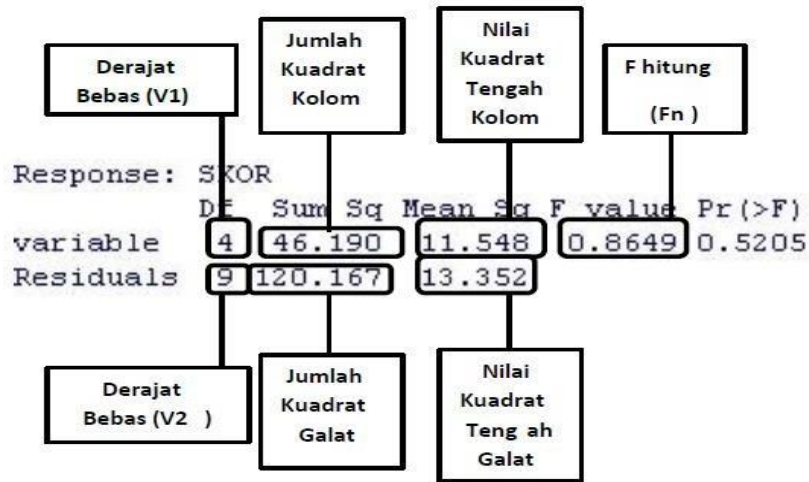 Derajat
Bebas (V1)
Jumlah
Kuadrat
Kolom
Nilai
Kuadrat
Tengah
Kolom
F hitung
(Fn )
Response: SKOR
Df Sum Sq Mean Sq F value Pr(>F)
variable 4 46.190 11.548 0.8649 0.5205
Residuals 9 120.167 13.352
Derajat
Bebas (V2 )
Jumlah
Kuadrat
Galat
Nilai
Kuadrat
Teng ah
Galat